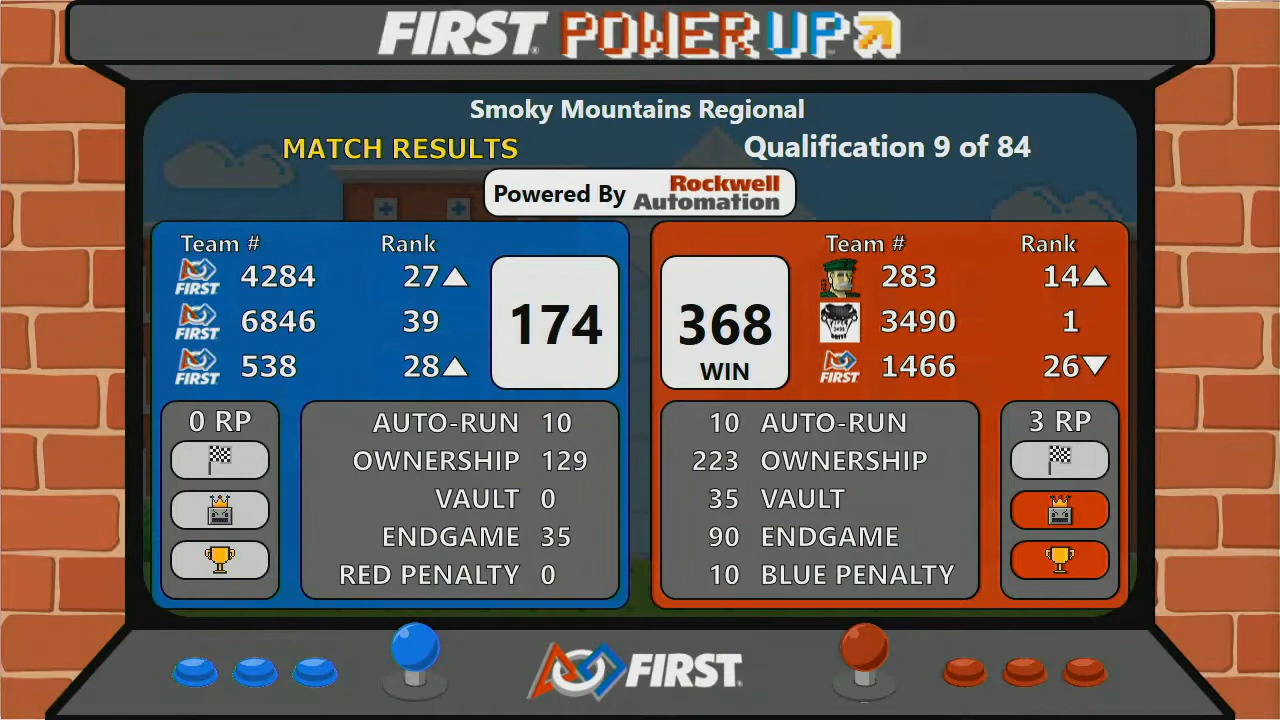 FIRST POWER UP
Smoky Mountains Regional
MATCH RESULTS
Qualification 9 of 84
Powered By Rockwell Automation
Team # Rank
FIRST 4284 27
FIRST 6846 39
FIRST 538 28
174
368
WIN
Team # Rank
283 14
3490 1
FIRST 1466 26
0 RP
AUTO-RUN 10
OWNERSHIP 129
VAULT 0
ENDGAME 35
RED PENALTY 0
10 AUTO-RUN
223 OWNERSHIP
35 VAULT
90 ENDGAME
10 BLUE PENALTY
3 RP
FIRST